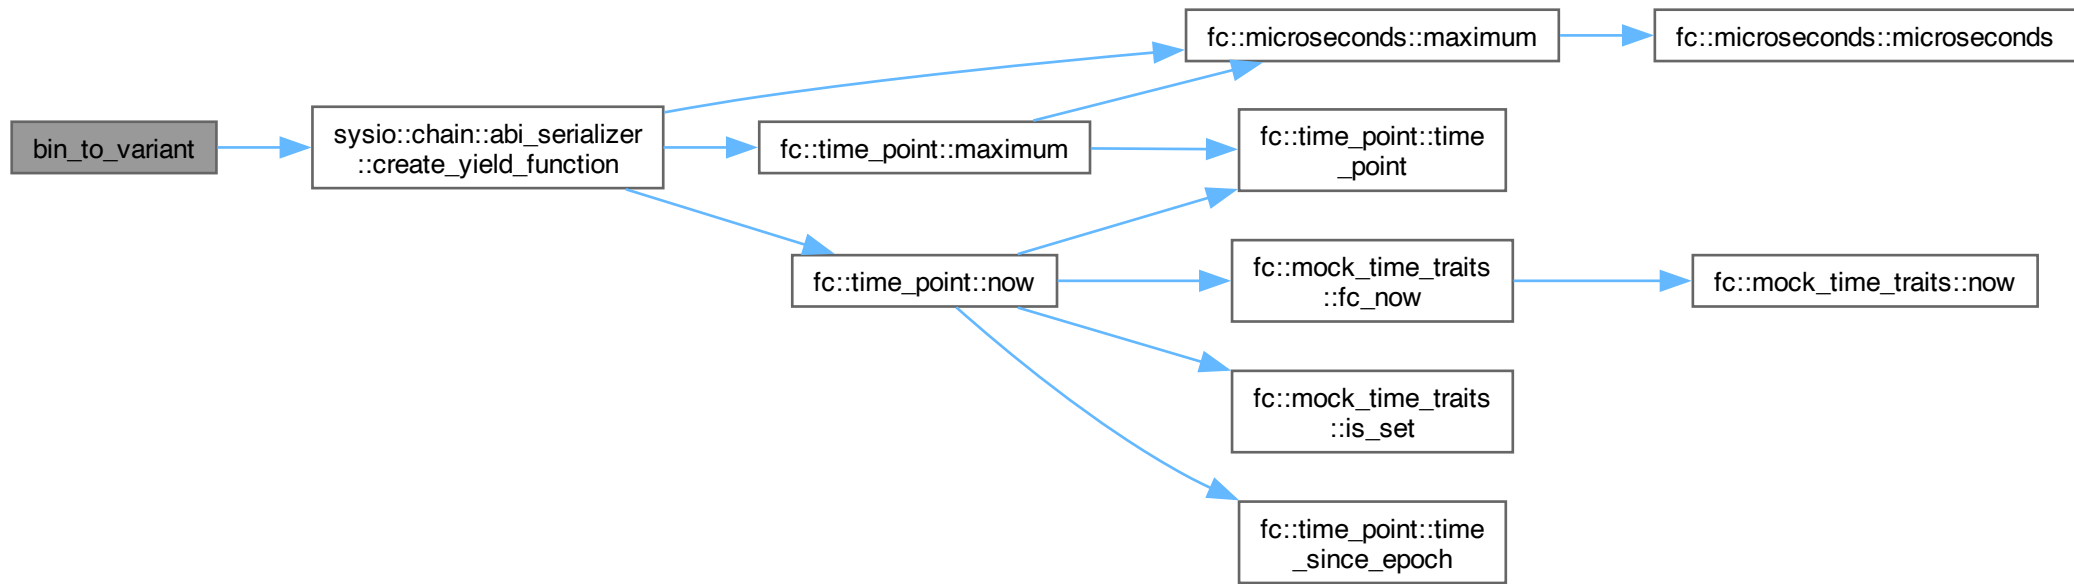 bin_to_variant
sysio::chain::abi_serializer
::create_yield_function
fc::microseconds::maximum
fc::microseconds::microseconds
fc::time_point::maximum
fc::time_point::time
_point
fc::time_point::now
fc::mock_time_traits
::fc_now
fc::mock_time_traits::now
fc::mock_time_traits
::is_set
fc::time_point::time
_since_epoch